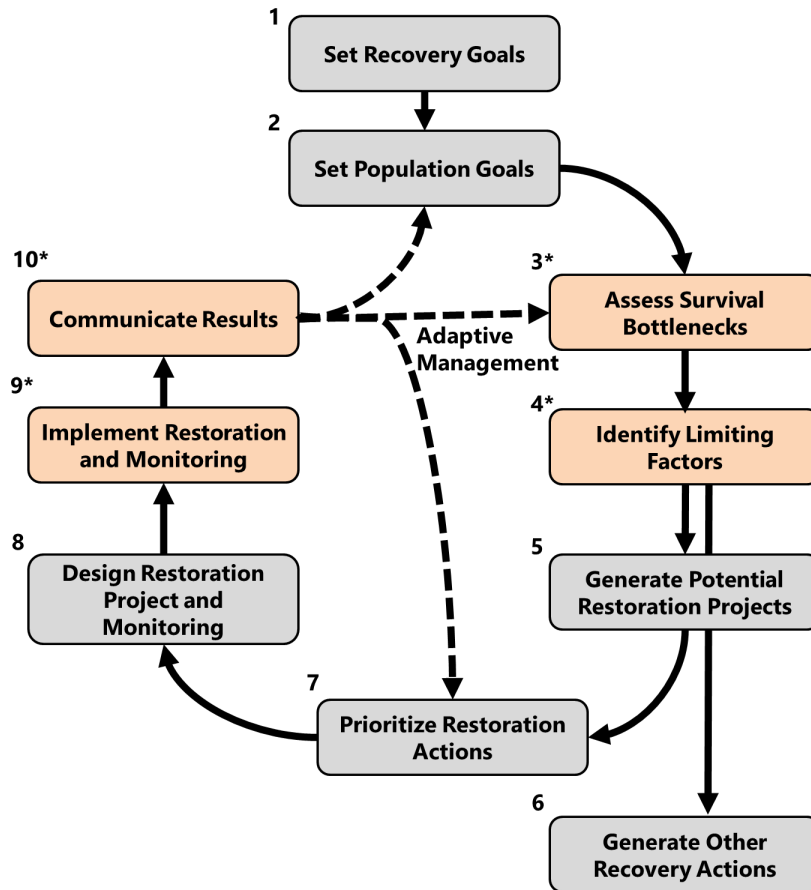 1
Set Recovery Goals
2
Set Population Goals
10*
Communicate Results
3*
Assess Survival
Bottlenecks
Adaptive
Management
9*
Implement Restoration
and Monitoring
4*
Identify Limiting
Factors
8
Design Restoration
Project and
Monitoring
5
Generate Potential
Restoration Projects
7
Prioritize Restoration
Actions
6
Generate Other
Recovery Actions